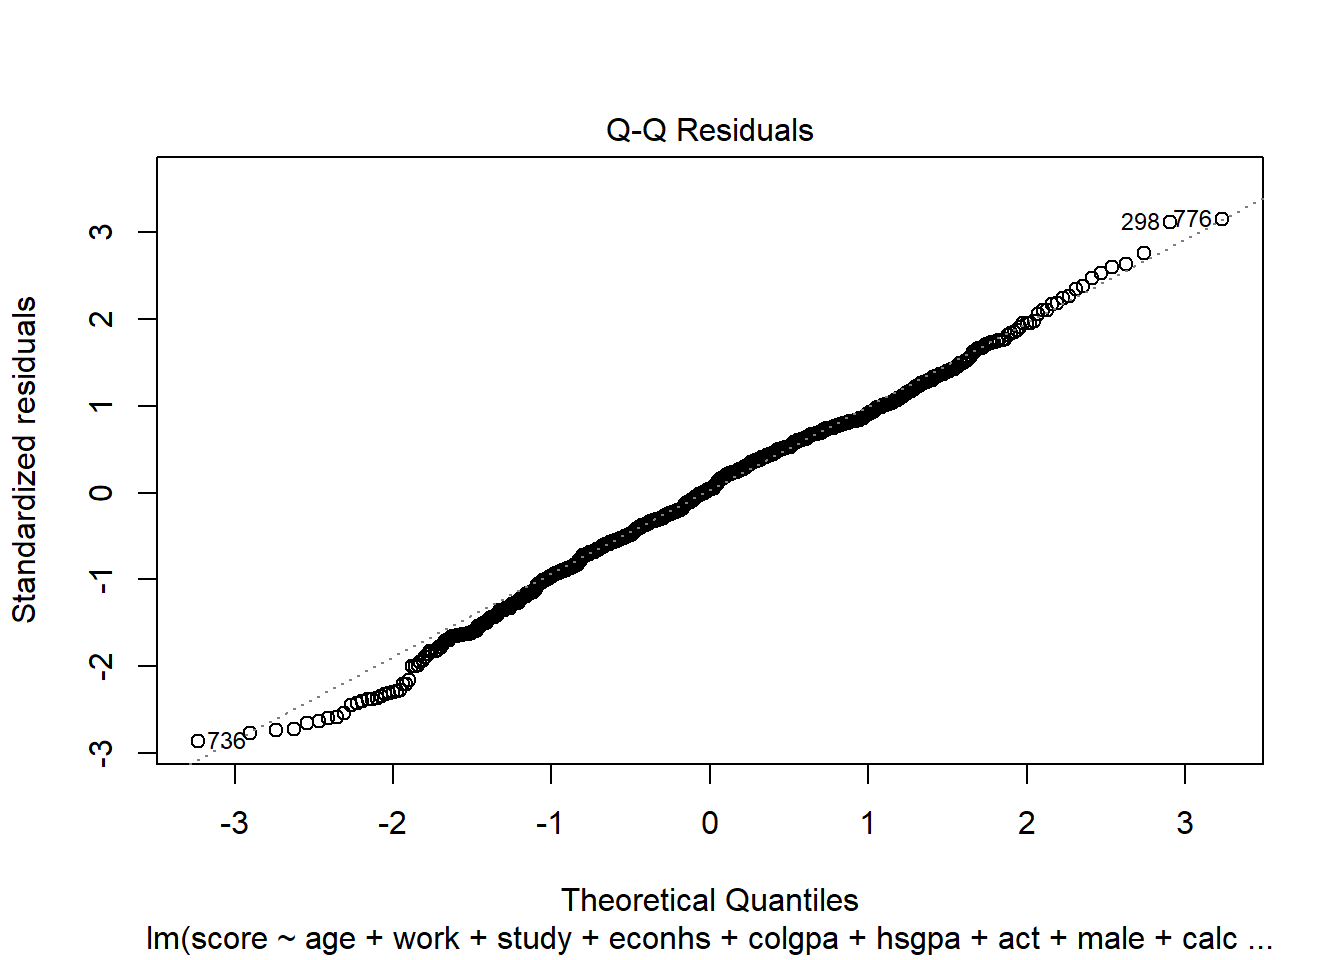 Q-Q Residuals
Standardized residuals
3
2
1
0
-1
-2
-3
298
776
736
-3 -2 -1 0 1 2 3
Theoretical Quantiles
lm(score ~ age + work + study + econhs + colgpa + hsgpa + act + male + calc ...